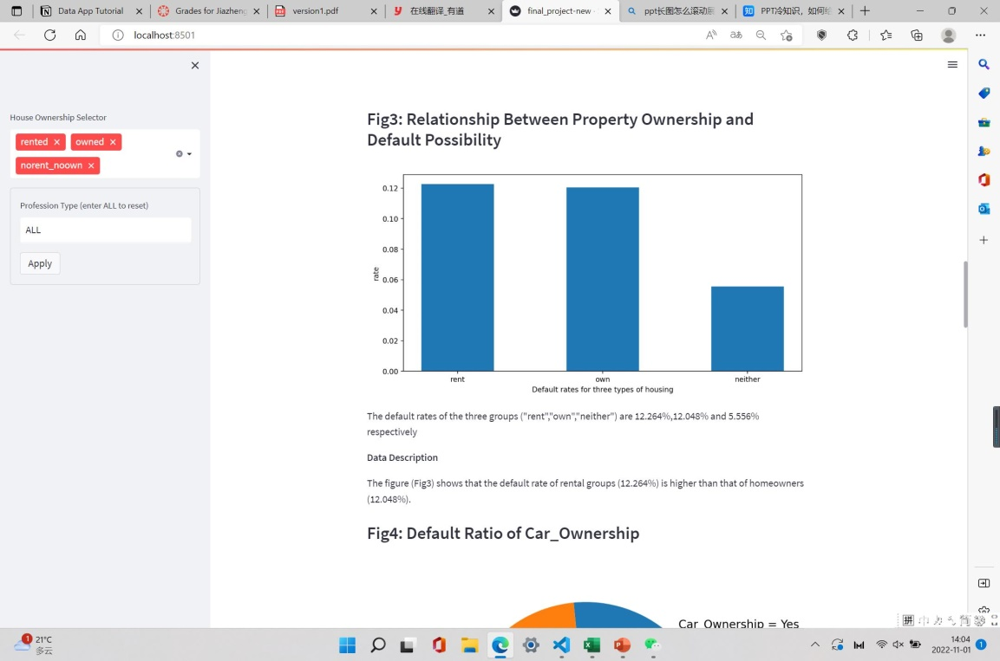 Data App Tutorial
Grades for Jiazheng
version1.pdf
在线翻译_有道
final_project-new
ppt长图怎么滚动展
PPT冷知识，如何给
localhost:8501
House Ownership Selector
rented
owned
norent_noown
Profession Type (enter ALL to reset)
ALL
Apply
Fig3: Relationship Between Property Ownership and
Default Possibility
0.12
0.10
0.08
0.06
0.04
0.02
0.00
rate
rent
own
neither
Default rates for three types of housing
The default rates of the three groups ("rent","own","neither") are 12.264%,12.048% and 5.556%
respectively
Data Description
The figure (Fig3) shows that the default rate of rental groups (12.264%) is higher than that of homeowners
(12.048%).
Fig4: Default Ratio of Car_Ownership
Car_Ownership = Yes
1
21°C
多云
拼
14:04
2022-11-01
1